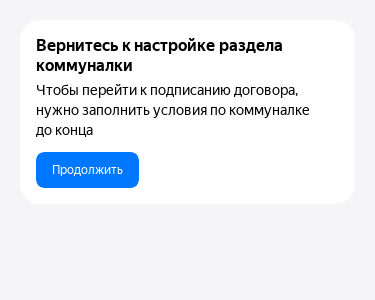 Вернитесь к настройке раздела
коммуналки
Чтобы перейти к подписанию договора,
нужно заполнить условия по коммуналке
до конца
Продолжить